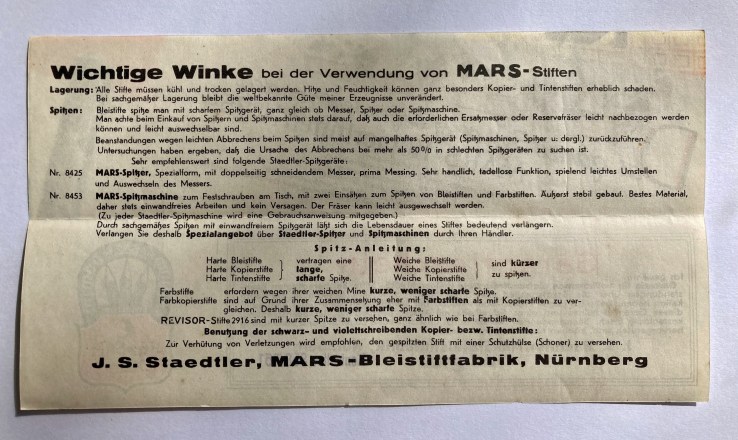 Wichtige Winke bei der Verwendung von MARS-Stiften
Lagerung: Alle Stifte müssen kühl und trocken gelagert werden. Hitze und Feuchtigkeit können ganz besonders Kopier- und Tintenstiften erheblich schaden.
Bei sachgemäßer Lagerung bleibt die weltbekannte Güte meiner Erzeugnisse unverändert.
Spitzen: Bleistifte spitze man mit scharfem Spitzgerät, ganz gleich ob Messer, Spitzer oder Spitzmaschine.
Man achte beim Einkauf von Spitzern und Spitzmaschinen stets darauf, daß auch die erforderlichen Ersatzmesser oder Reservefräser leicht nachbezogen werden
können und leicht auswechselbar sind.
Beanstandungen wegen leichten Abbrechens beim Spitzen sind meist auf mangelhaftes Spitzgerät (Spitzmaschinen, Spitzer u. dergl.) zurückzuführen.
Untersuchungen haben ergeben, daß die Ursache des Abbrechens bei mehr als 50% in schlechten Spitzgeräten zu suchen ist.
Sehr empfehlenswert sind folgende Staedtler-Spitzgeräte:
Nr. 8425 MARS-Spitzer, Spezialform, mit doppelseitig schneidendem Messer, prima Messing. Sehr handlich, tadellose Funktion, spielend leichtes Umstellen
und Auswechseln des Messers.
Nr. 8453 MARS-Spitzmaschine zum Festschrauben am Tisch, mit zwei Einsätzen zum Spitzen von Bleistiften und Farbstiften. Äußerst stabil gebaut. Bestes Material,
daher stets einwandfreies Arbeiten und kein Versagen. Der Fräser kann leicht ausgewechselt werden.
(Zu jeder Staedtler-Spitzmaschine wird eine Gebrauchsanweisung mitgegeben.)
Durch sachgemäßes Spitzen mit einwandfreiem Spitzgerät läßt sich die Lebensdauer eines Stiftes bedeutend verlängern.
Verlangen Sie deshalb Spezialangebot über Staedtler-Spitzer und Spitzmaschinen durch Ihren Händler.
Spitz-Anleitung:
Harte Bleistifte
Harte Kopierstifte
Harte Tintenstifte
vertragen eine
lange,
scharfe Spitze.
Weiche Bleistifte
Weiche Kopierstifte
Weiche Tintenstifte
sind kürzer
zu spitzen.
Farbstifte erfordern wegen ihrer weichen Mine kurze, weniger scharfe Spitze.
Farbkopierstifte sind auf Grund ihrer Zusammensetzung eher mit Farbstiften als mit Kopierstiften zu ver-
gleichen. Deshalb kurze, weniger scharfe Spitze.
REVISOR-Stifte 2916 sind mit kurzer Spitze zu versehen, ganz ähnlich wie bei Farbstiften.
Benutzung der schwarz- und violettschreibenden Kopier- bezw. Tintenstifte:
Zur Verhütung von Verletzungen wird empfohlen, den gespitzten Stift mit einer Schutzhülse (Schoner) zu versehen.
J. S. Staedtler, MARS-Bleistiftfabrik, Nürnberg